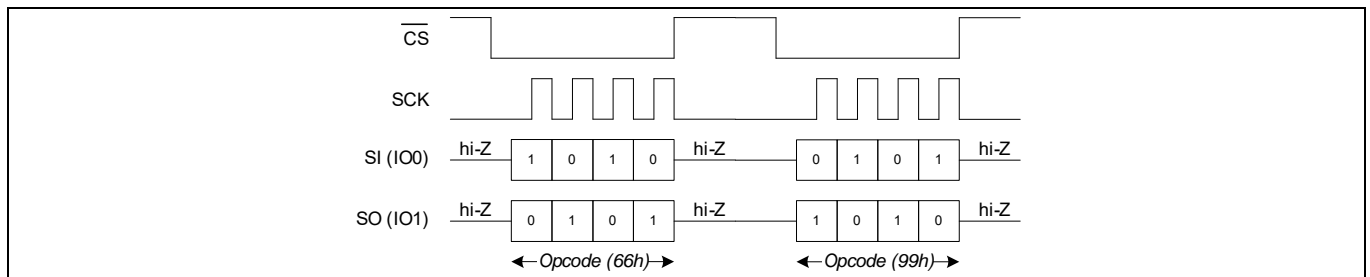 CS
SCK
SI (IO0) hi-Z 1 0 1 0 hi-Z 0 1 0 1 hi-Z
SO (IO1) hi-Z 0 1 0 1 hi-Z 1 0 1 0 hi-Z
Opcode (66h) Opcode (99h)